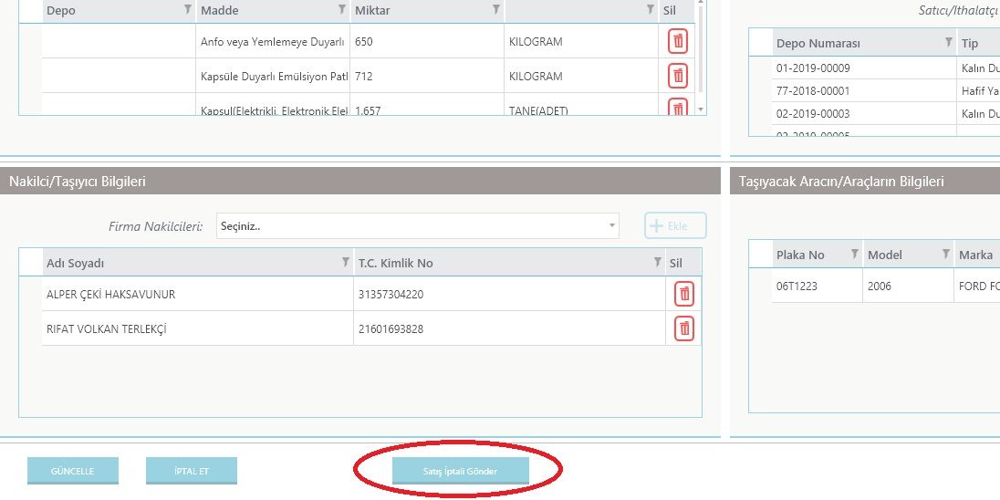 Depo Madde Miktar Sil
Anfo veya Yemlemeye Duyarlı 650 KILOGRAM
Kapsüle Duyarlı Emülsiyon Patl 712 KILOGRAM
Kapsul(Elektrikli, Elektronik,Elek 1.657 TANE(ADET)
Satıcı/İthalatçı
Depo Numarası Tip
01-2019-00009 Kalın Du
77-2018-00001 Hafif Ya
02-2019-00003 Kalın Du
02-2019-00005
Nakilci/Taşıyıcı Bilgileri
Firma Nakilcileri: Seçiniz.. Ekle
Adı Soyadı T.C. Kimlik No Sil
ALPER ÇEKİ HAKSAVUNUR 31357304220
RIFAT VOLKAN TERLEKÇİ 21601693828
Taşıyacak Aracın/Araçların Bilgileri
Plaka No Model Marka
06T1223 2006 FORD FO
GÜNCELLE İPTAL ET Satış İptali Gönder